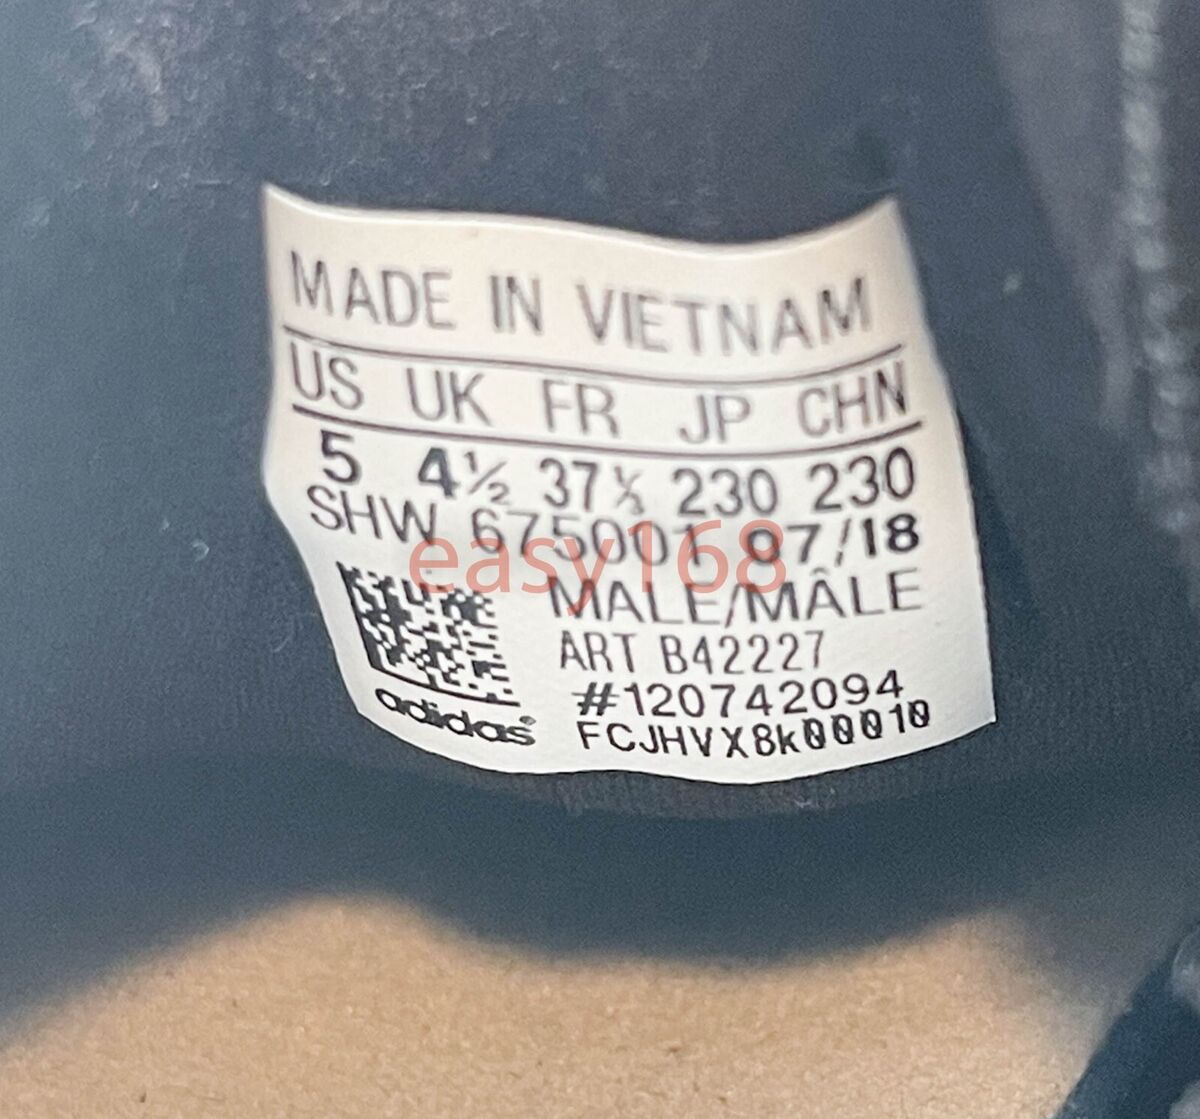 MADE IN VIETNAM
US UK FR JP CHN
5 4½ 37⅓ 230 230
SHW 675001 07/18
easy168
MALE/MÂLE
ART B42227
#120742094
adidas® FCJHVX8k00010